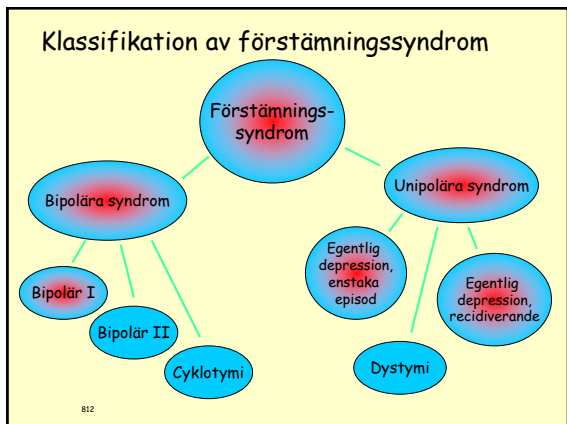 Klassifikation av förstämningssyndrom
Förstämnings-
syndrom
Bipolära syndrom
Unipolära syndrom
Bipolär I
Bipolär II
Cyklotymi
Egentlig
depression,
enstaka
episod
Dystymi
Egentlig
depression,
recidiverande
812